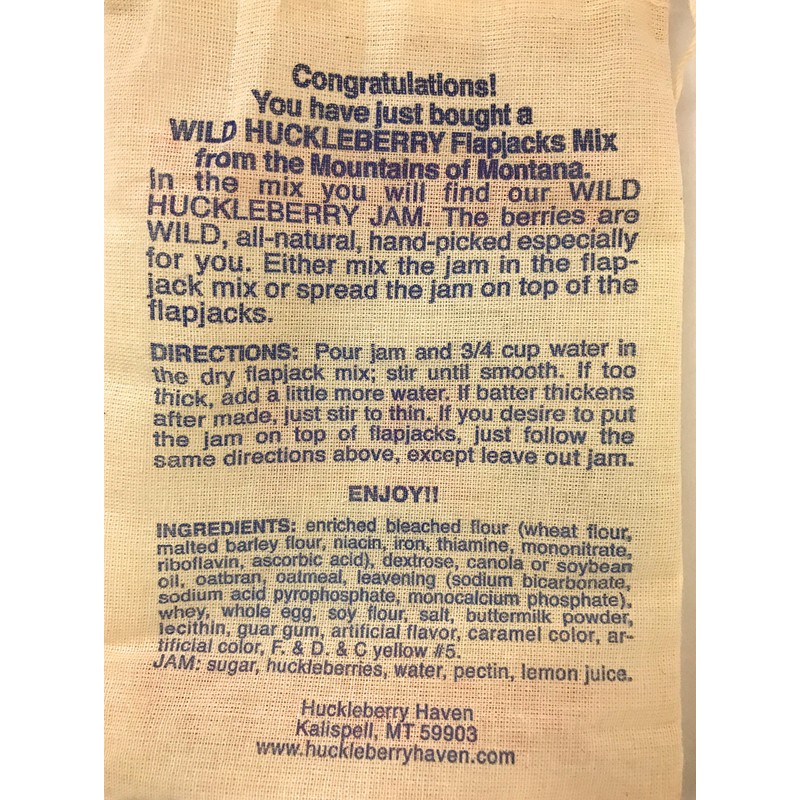 Congratulations!
You have just bought a
WILD HUCKLEBERRY Flapjacks Mix
from the Mountains of Montana.
In the mix you will find our WILD
HUCKLEBERRY JAM. The berries are
WILD, all-natural, hand-picked especially
for you. Either mix the jam in the flap-
jack mix or spread the jam on top of the
flapjacks.
DIRECTIONS: Pour jam and 3/4 cup water in
the dry flapjack mix; stir until smooth. If too
thick, add a little more water. If batter thickens
after made, just stir to thin. If you desire to put
the jam on top of flapjacks, just follow the
same directions above, except leave out jam.
ENJOY!!
INGREDIENTS: enriched bleached flour (wheat flour,
malted barley flour, niacin, iron, thiamine, mononitrate,
riboflavin, ascorbic acid), dextrose, canola or soybean
oil, oatbran, oatmeal, leavening (sodium bicarbonate,
sodium acid pyrophosphate, monocalcium phosphate),
whey, whole egg, soy flour, salt, buttermilk powder,
lecithin, guar gum, artificial flavor, caramel color, ar-
tificial color, F. & D. & C yellow #5.
JAM: sugar, huckleberries, water, pectin, lemon juice.
Huckleberry Haven
Kalispell, MT 59903
www.huckleberryhaven.com